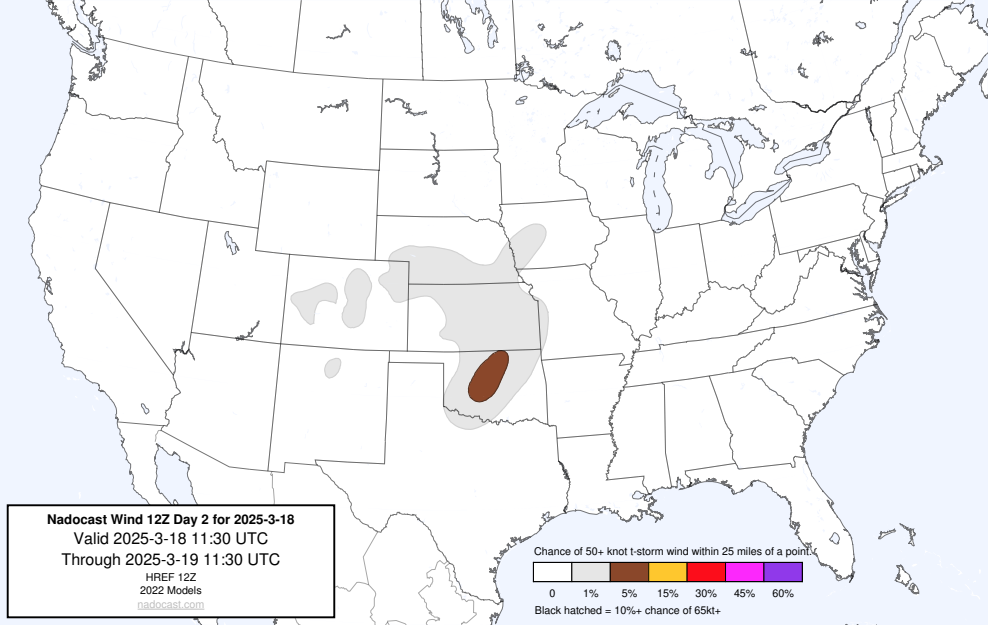 Nadocast Wind 12Z Day 2 for 2025-3-18
Valid 2025-3-18 11:30 UTC
Through 2025-3-19 11:30 UTC
HREF 12Z
2022 Models
nadocast.com
Chance of 50+ knot t-storm wind within 25 miles of a point.
0 1% 5% 15% 30% 45% 60%
Black hatched = 10%+ chance of 65kt+